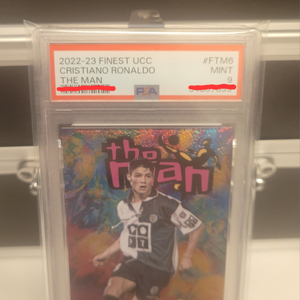 2022-23 FINEST UCC #FTM6
CRISTIANO RONALDO MINT
THE MAN 9
PSA
the
man